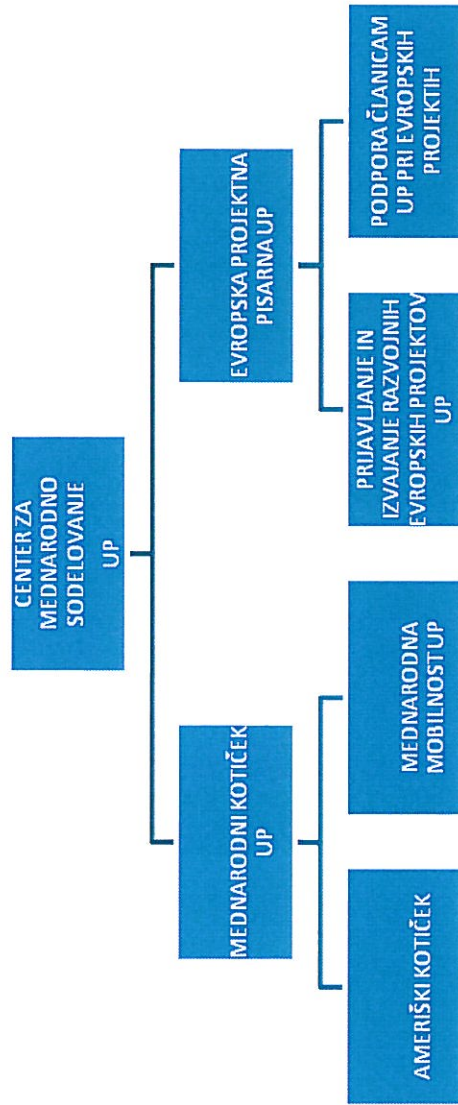 CENTER ZA
MEDNARODNO
SODELOVANJE
UP
MEDNARODNI KOTIČEK
UP
EVROPSKA PROJEKTNA
PISARNA UP
AMERIŠKI KOTIČEK
MEDNARODNA
MOBILNOST UP
PRIJAVLJANJE IN
IZVAJANJE RAZVOJNIH
EVROPSKIH PROJEKTOV
UP
PODPORA ČLANICAM
UP PRI EVROPSKIH
PROJEKTIH